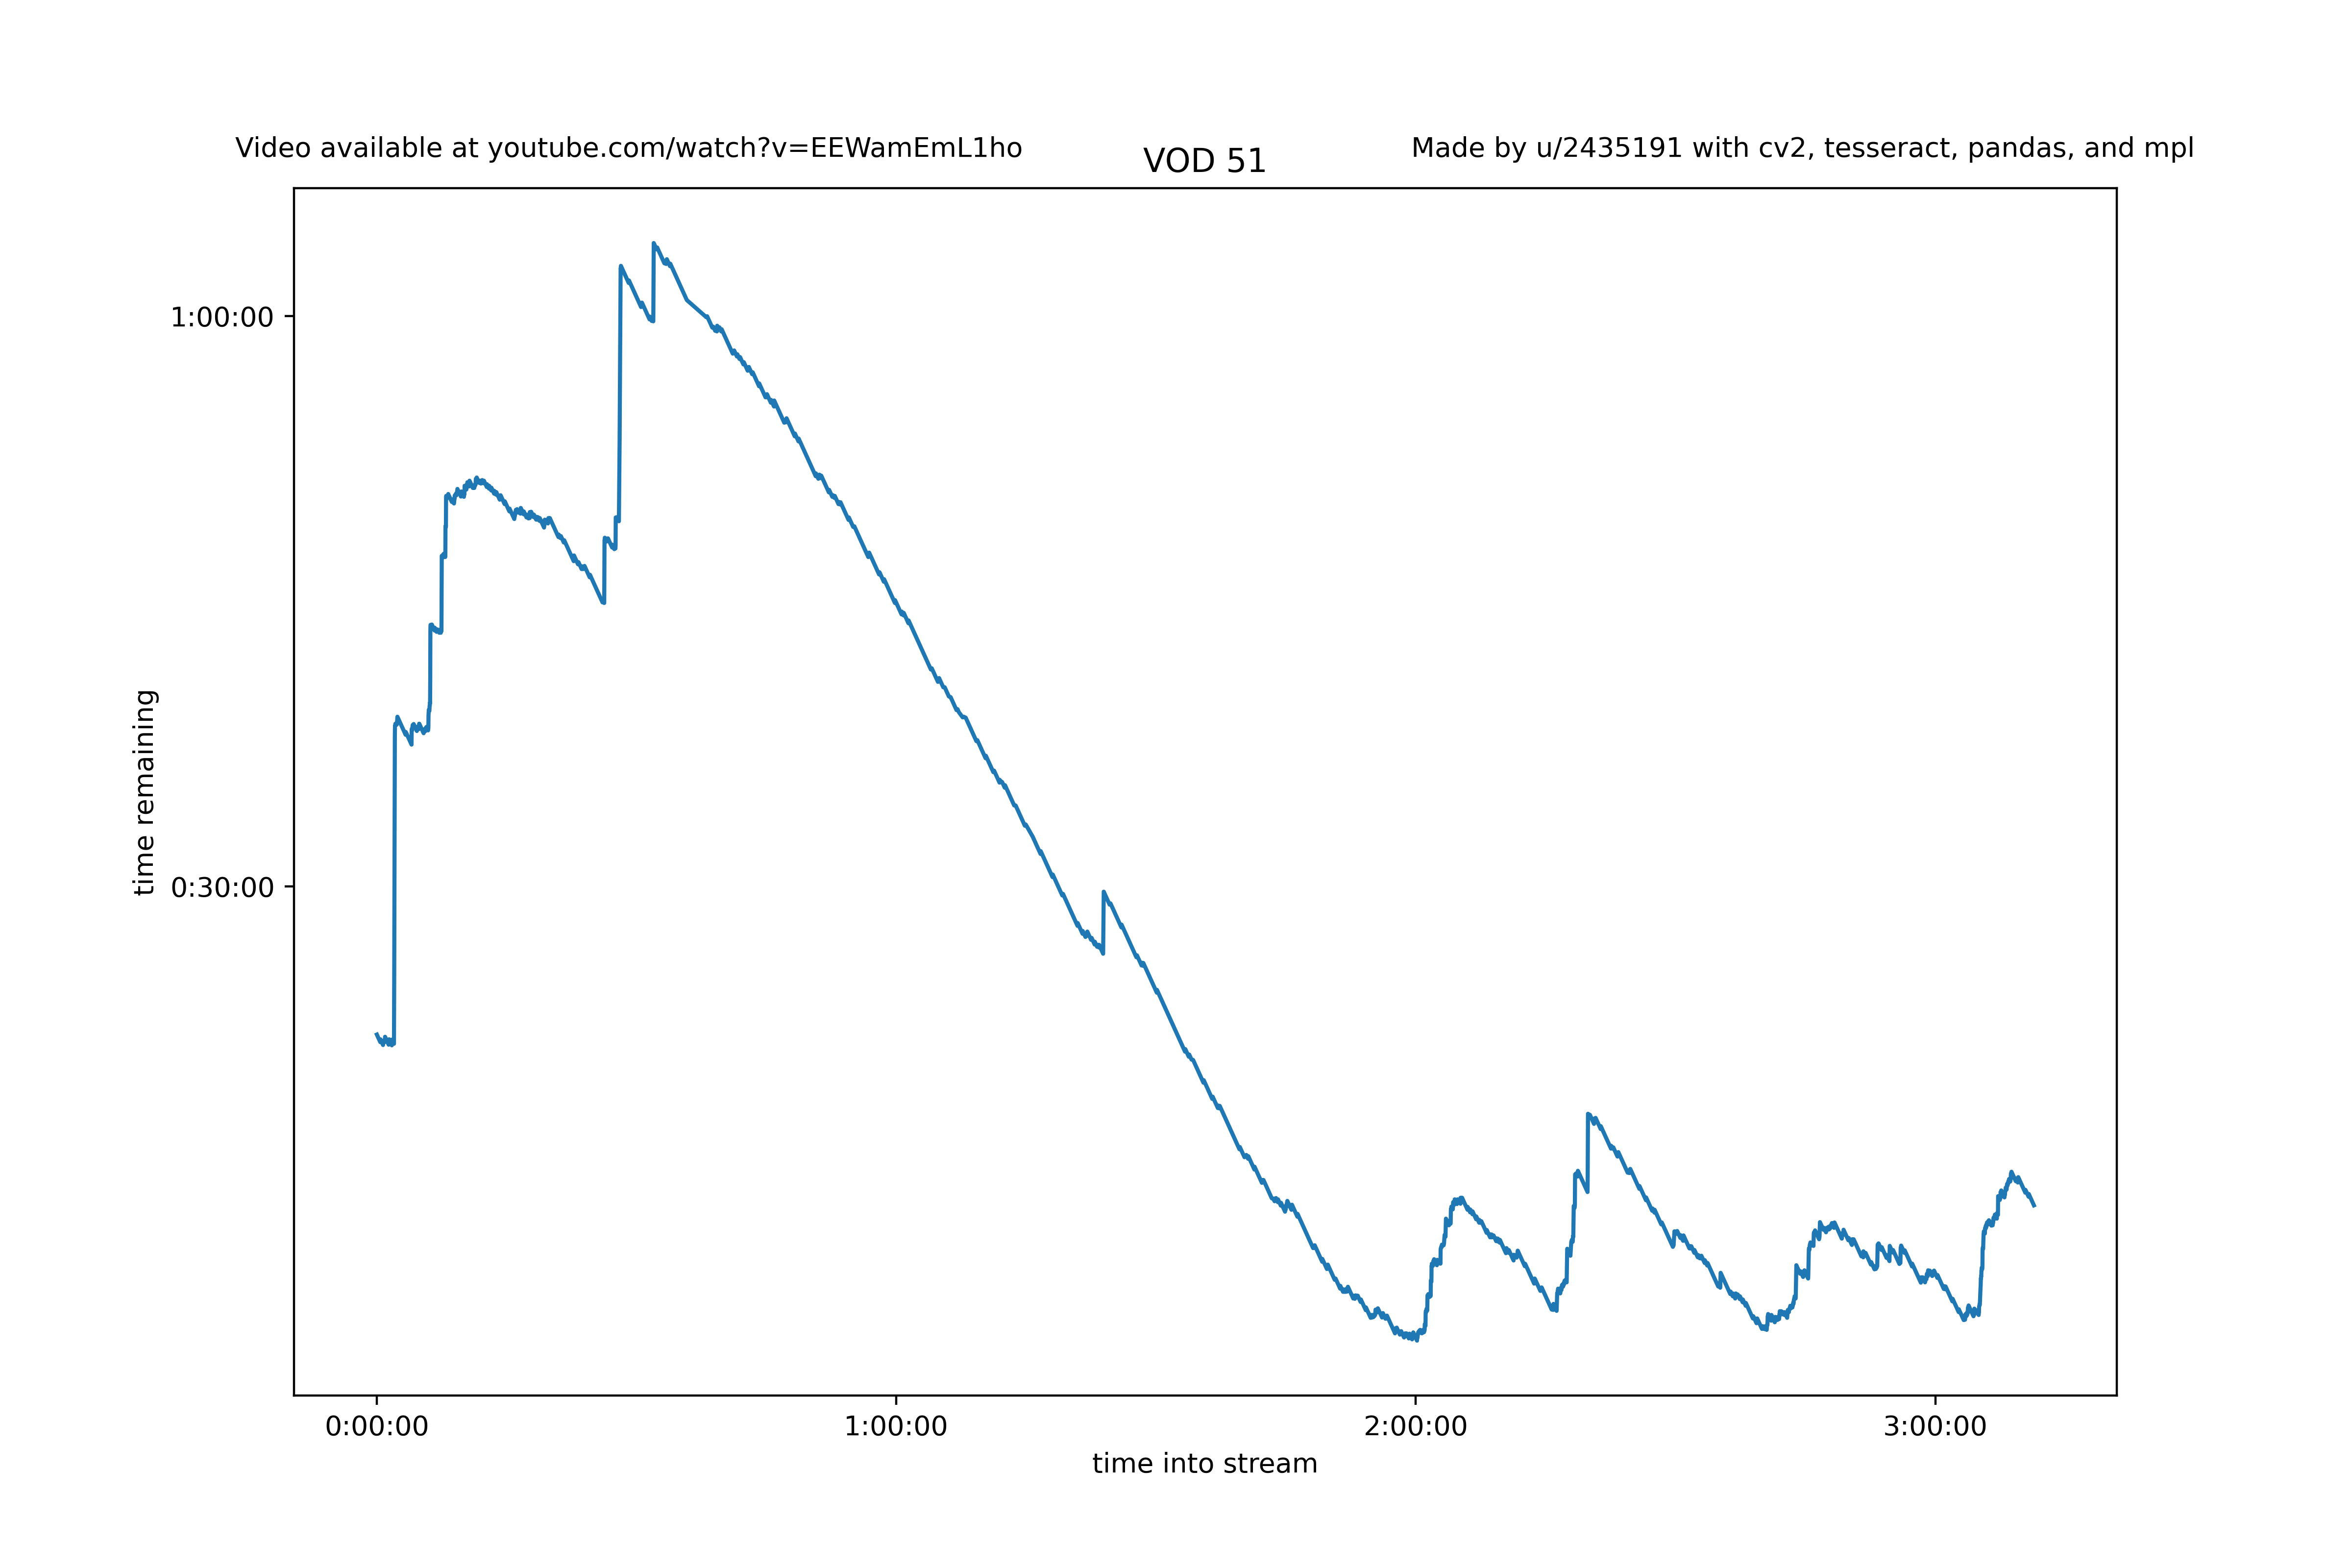 Video available at youtube.com/watch?v=EEWamEmL1ho
VOD 51
Made by u/2435191 with cv2, tesseract, pandas, and mpl
1:00:00
0:30:00
time remaining
0:00:00
1:00:00
2:00:00
3:00:00
time into stream